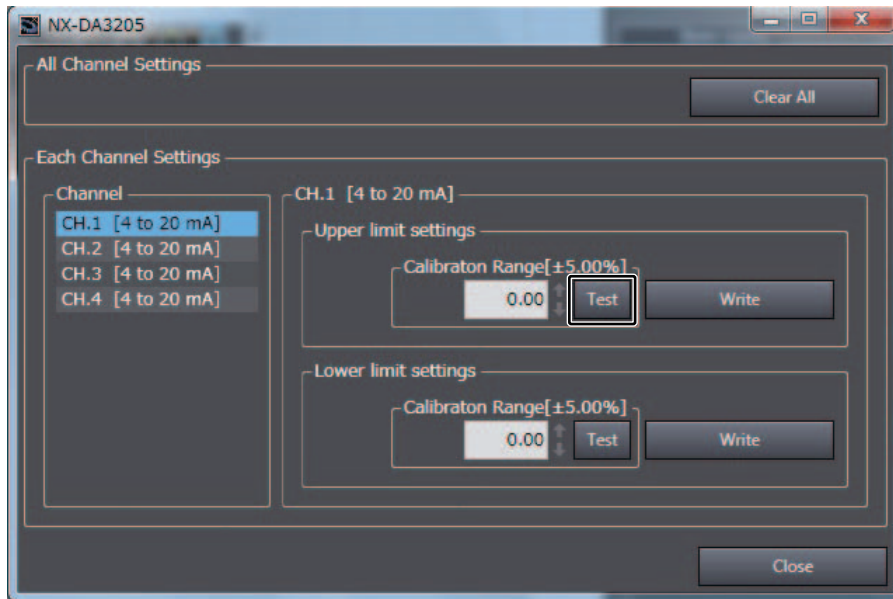 NX-DA3205
All Channel Settings
Clear All
Each Channel Settings
Channel
CH.1 [4 to 20 mA]
CH.2 [4 to 20 mA]
CH.3 [4 to 20 mA]
CH.4 [4 to 20 mA]
CH.1 [4 to 20 mA]
Upper limit settings
Calibraton Range[±5.00%]
0.00 Test Write
Lower limit settings
Calibraton Range[±5.00%]
0.00 Test Write
Close